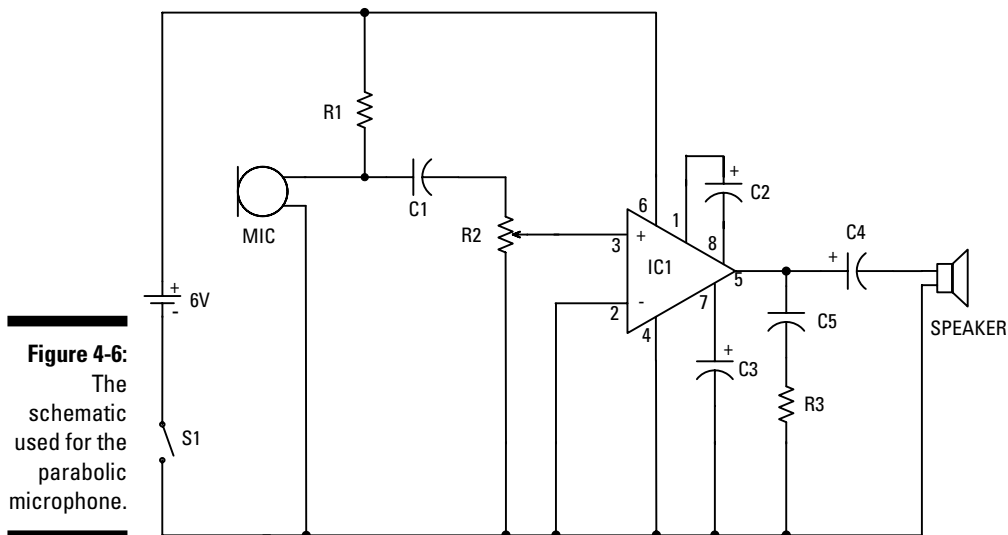 R1
C1
MIC
R2
6
1
+
C2
8
3
+
IC1
-
2
4
7
5
+
C3
+
C4
C5
R3
SPEAKER
+
6V
-
S1
Figure 4-6:
The
schematic
used for the
parabolic
microphone.